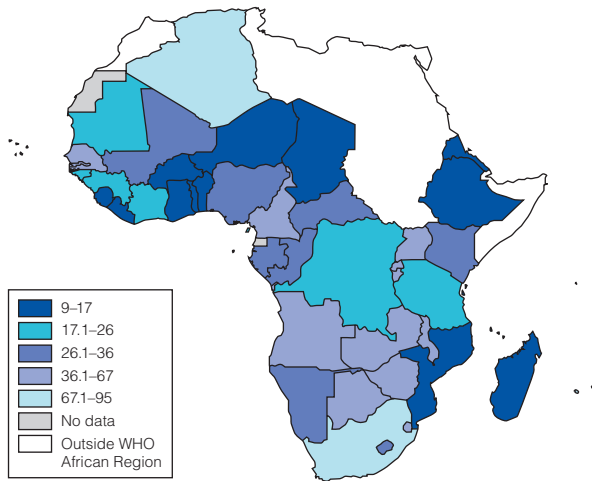 9–17
17.1–26
26.1–36
36.1–67
67.1–95
No data
Outside WHO
African Region